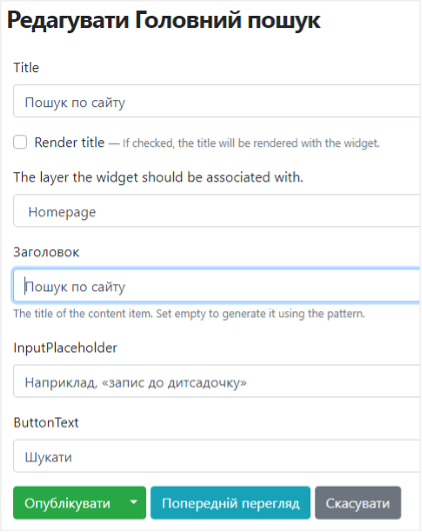 Редагувати Головний пошук
Title
Пошук по сайту
Render title — If checked, the title will be rendered with the widget.
The layer the widget should be associated with.
Homepage
Заголовок
Пошук по сайту
The title of the content item. Set empty to generate it using the pattern.
InputPlaceholder
Наприклад, «запис до дитсадочку»
ButtonText
Шукати
Опублікувати Попередній перегляд Скасувати